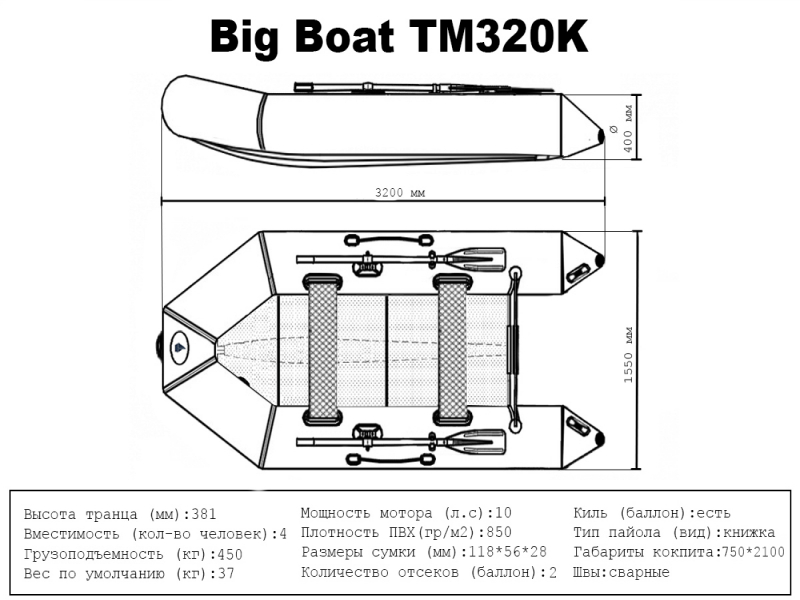 Big Boat TM320K
Ø 400 мм
3200 мм
1550 мм
Высота транца (мм):381
Вместимость (кол-во человек):4
Грузоподъемность (кг):450
Вес по умолчанию (кг):37
Мощность мотора (л.с):10
Плотность ПВХ(гр/м2):850
Размеры сумки (мм):118*56*28
Количество отсеков (баллон):2
Киль (баллон):есть
Тип пайола (вид):книжка
Габариты кокпита:750*2100
Швы:сварные